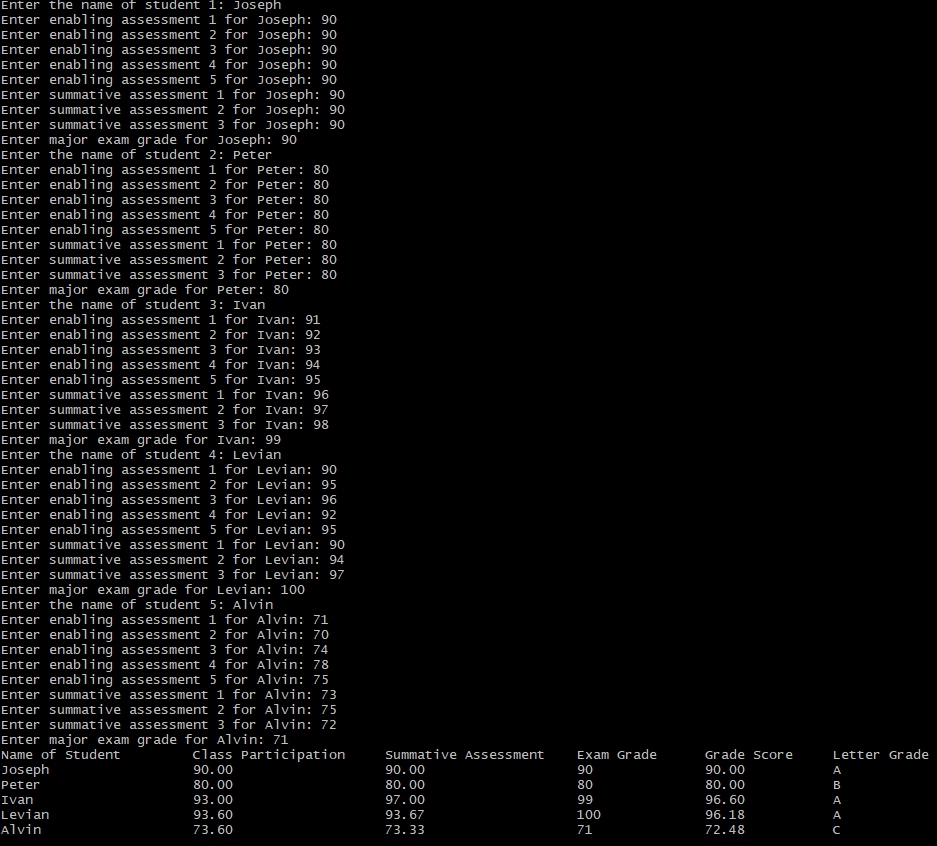 Enter the name of student 1: Joseph
Enter enabling assessment 1 for Joseph: 90
Enter enabling assessment 2 for Joseph: 90
Enter enabling assessment 3 for Joseph: 90
Enter enabling assessment 4 for Joseph: 90
Enter enabling assessment 5 for Joseph: 90
Enter summative assessment 1 for Joseph: 90
Enter summative assessment 2 for Joseph: 90
Enter summative assessment 3 for Joseph: 90
Enter major exam grade for Joseph: 90
Enter the name of student 2: Peter
Enter enabling assessment 1 for Peter: 80
Enter enabling assessment 2 for Peter: 80
Enter enabling assessment 3 for Peter: 80
Enter enabling assessment 4 for Peter: 80
Enter enabling assessment 5 for Peter: 80
Enter summative assessment 1 for Peter: 80
Enter summative assessment 2 for Peter: 80
Enter summative assessment 3 for Peter: 80
Enter major exam grade for Peter: 80
Enter the name of student 3: Ivan
Enter enabling assessment 1 for Ivan: 91
Enter enabling assessment 2 for Ivan: 92
Enter enabling assessment 3 for Ivan: 93
Enter enabling assessment 4 for Ivan: 94
Enter enabling assessment 5 for Ivan: 95
Enter summative assessment 1 for Ivan: 96
Enter summative assessment 2 for Ivan: 97
Enter summative assessment 3 for Ivan: 98
Enter major exam grade for Ivan: 99
Enter the name of student 4: Levian
Enter enabling assessment 1 for Levian: 90
Enter enabling assessment 2 for Levian: 95
Enter enabling assessment 3 for Levian: 96
Enter enabling assessment 4 for Levian: 92
Enter enabling assessment 5 for Levian: 95
Enter summative assessment 1 for Levian: 90
Enter summative assessment 2 for Levian: 94
Enter summative assessment 3 for Levian: 97
Enter major exam grade for Levian: 100
Enter the name of student 5: Alvin
Enter enabling assessment 1 for Alvin: 71
Enter enabling assessment 2 for Alvin: 70
Enter enabling assessment 3 for Alvin: 74
Enter enabling assessment 4 for Alvin: 78
Enter enabling assessment 5 for Alvin: 75
Enter summative assessment 1 for Alvin: 73
Enter summative assessment 2 for Alvin: 75
Enter summative assessment 3 for Alvin: 72
Enter major exam grade for Alvin: 71
Name of Student Class Participation Summative Assessment Exam Grade Grade Score Letter Grade
Joseph 90.00 90.00 90 90.00 A
Peter 80.00 80.00 80 80.00 B
Ivan 93.00 97.00 99 96.60 A
Levian 93.60 93.67 100 96.18 A
Alvin 73.60 73.33 71 72.48 C